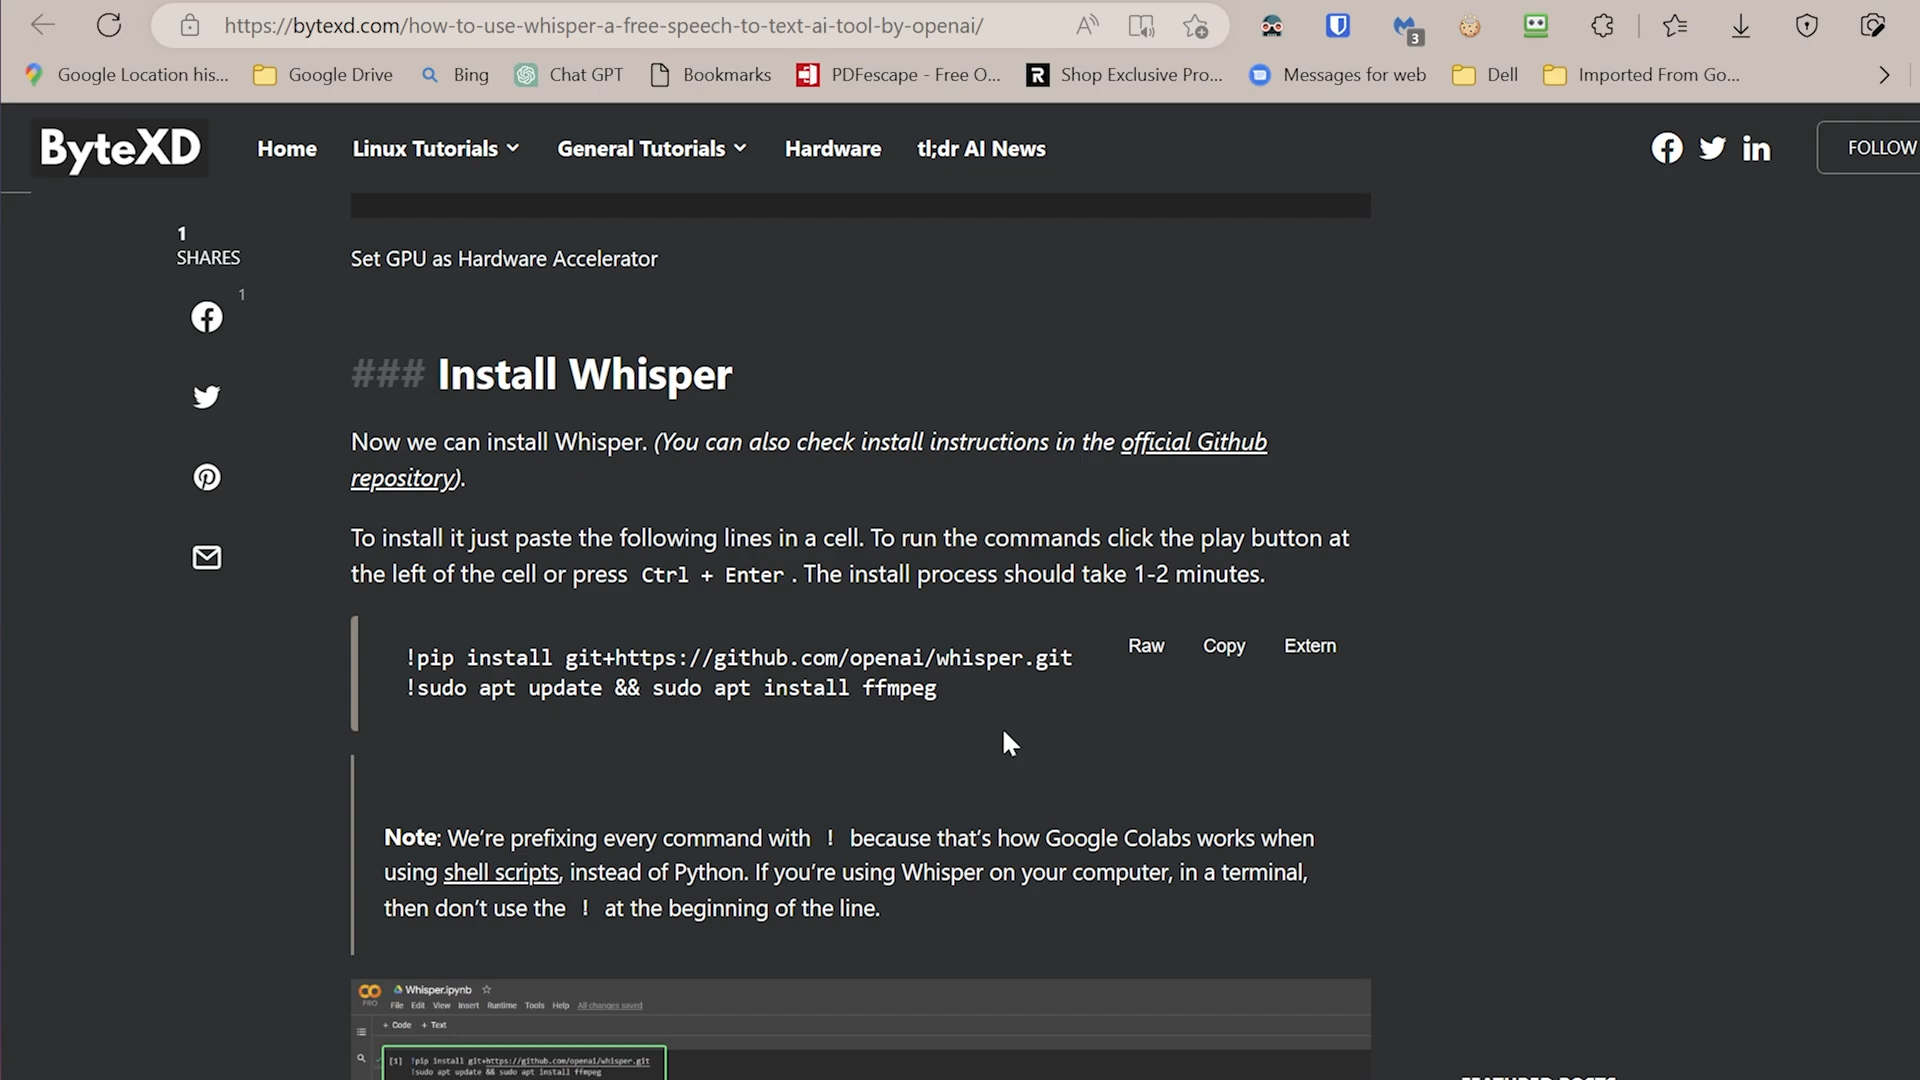 https://bytexd.com/how-to-use-whisper-a-free-speech-to-text-ai-tool-by-openai/
3
Google Location his...
Google Drive
Bing
Chat GPT
Bookmarks
PDFescape - Free O...
Shop Exclusive Pro...
Messages for web
Dell
Imported From Go...
ByteXD
Home
Linux Tutorials
General Tutorials
Hardware
tl;dr AI News
FOLLOW
1
SHARES
1
Set GPU as Hardware Accelerator
### Install Whisper
Now we can install Whisper. (You can also check install instructions in the official Github
repository).
To install it just paste the following lines in a cell. To run the commands click the play button at
the left of the cell or press Ctrl + Enter . The install process should take 1-2 minutes.
Raw Copy Extern
!pip install git+https://github.com/openai/whisper.git
!sudo apt update && sudo apt install ffmpeg
Note: We’re prefixing every command with ! because that’s how Google Colabs works when
using shell scripts, instead of Python. If you’re using Whisper on your computer, in a terminal,
then don’t use the ! at the beginning of the line.
CO
PRO
Whisper.ipynb
File Edit View Insert Runtime Tools Help All changes saved
+ Code + Text
[1] !pip install git+https://github.com/openai/whisper.git
!sudo apt update && sudo apt install ffmpeg
FEATURED POSTS